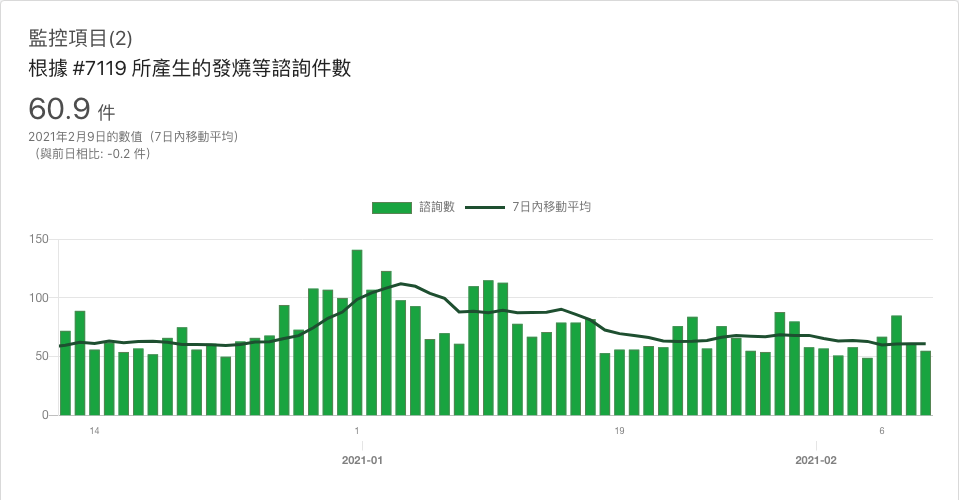 監控項目(2)
根據 #7119 所產生的發燒等諮詢件數
60.9 件
2021年2月9日的數值（7日內移動平均）
（與前日相比: -0.2 件）
諮詢數
7日內移動平均
150
100
50
0
14
1
19
6
2021-01
2021-02